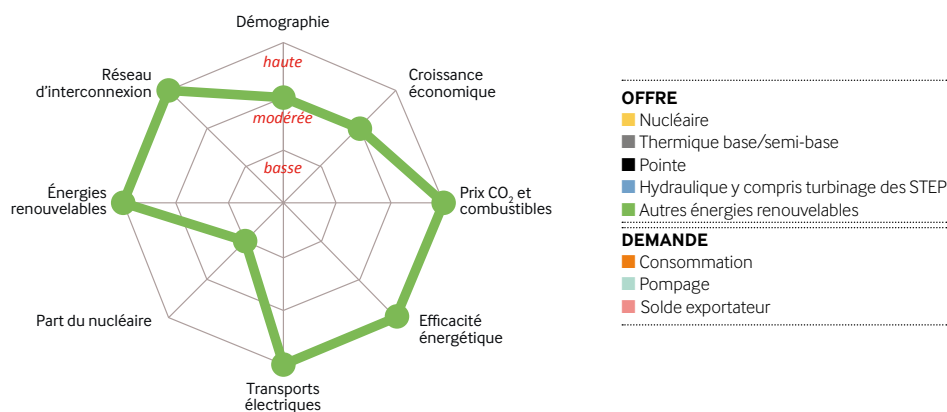 Démographie
haute
Réseau
d'interconnexion
Croissance
économique
modérée
basse
Énergies
renouvelables
Prix CO₂ et
combustibles
Part du nucléaire
Efficacité
énergétique
Transports
électriques
OFFRE
Nucléaire
Thermique base/semi-base
Pointe
Hydraulique y compris turbinage des STEP
Autres énergies renouvelables
DEMANDE
Consommation
Pompage
Solde exportateur